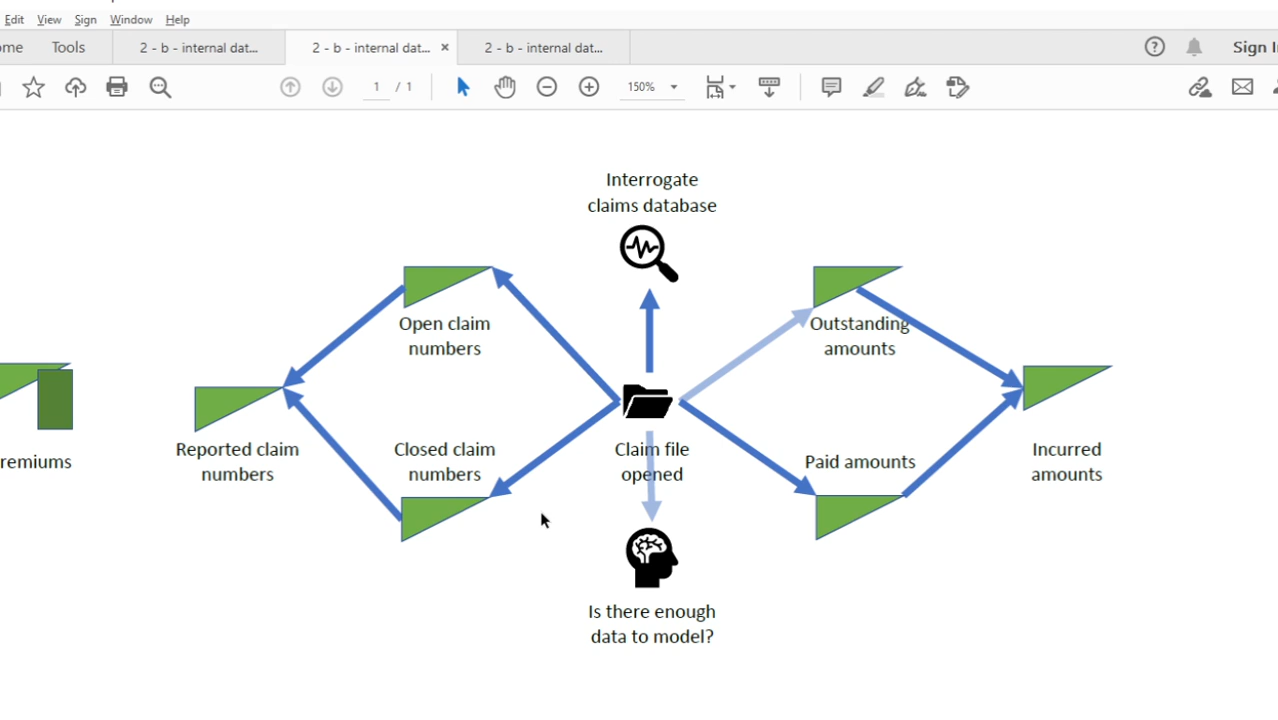 Edit View Sign Window Help
ome Tools 2 - b - internal dat... 2 - b - internal dat... × 2 - b - internal dat... Sign I
1 / 1 150%
Interrogate
claims database
Open claim
numbers
Outstanding
amounts
remiums
Reported claim
numbers
Closed claim
numbers
Claim file
opened
Paid amounts
Incurred
amounts
Is there enough
data to model?